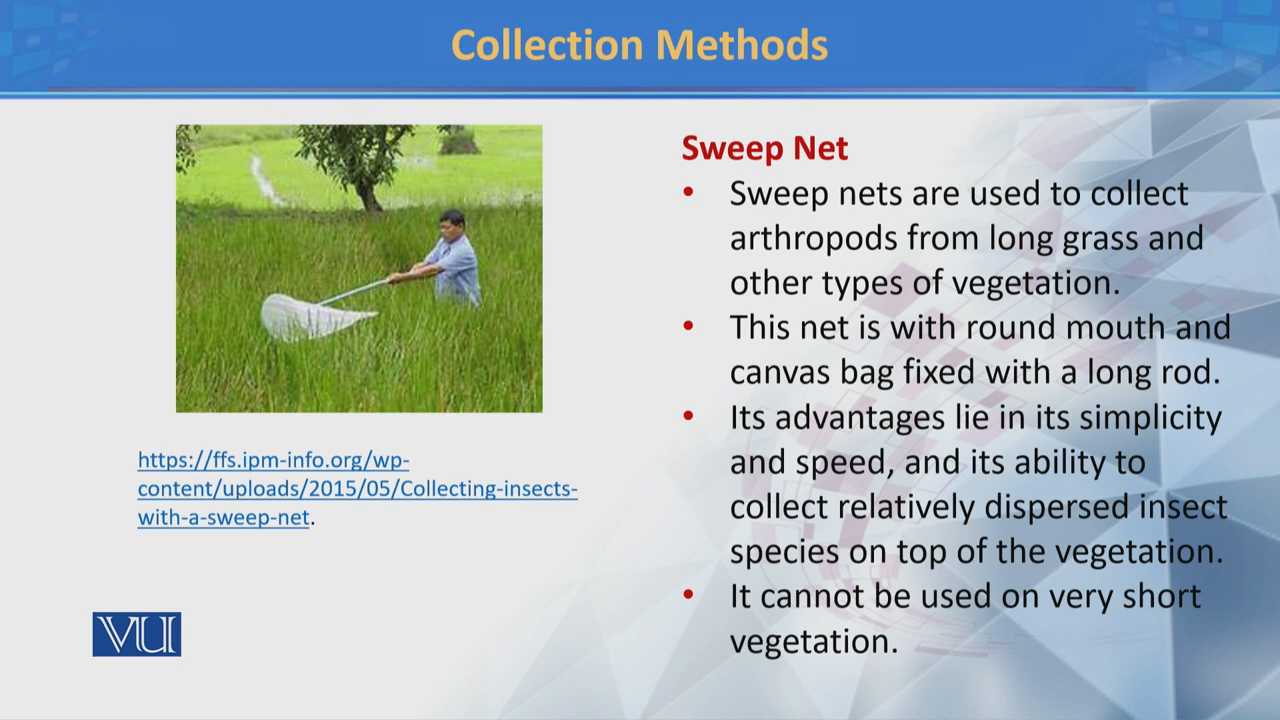 Collection Methods
Sweep Net
• Sweep nets are used to collect
arthropods from long grass and
other types of vegetation.
• This net is with round mouth and
canvas bag fixed with a long rod.
• Its advantages lie in its simplicity
and speed, and its ability to
collect relatively dispersed insect
species on top of the vegetation.
• It cannot be used on very short
vegetation.
https://ffs.ipm-info.org/wp-
content/uploads/2015/05/Collecting-insects-
with-a-sweep-net.
VU